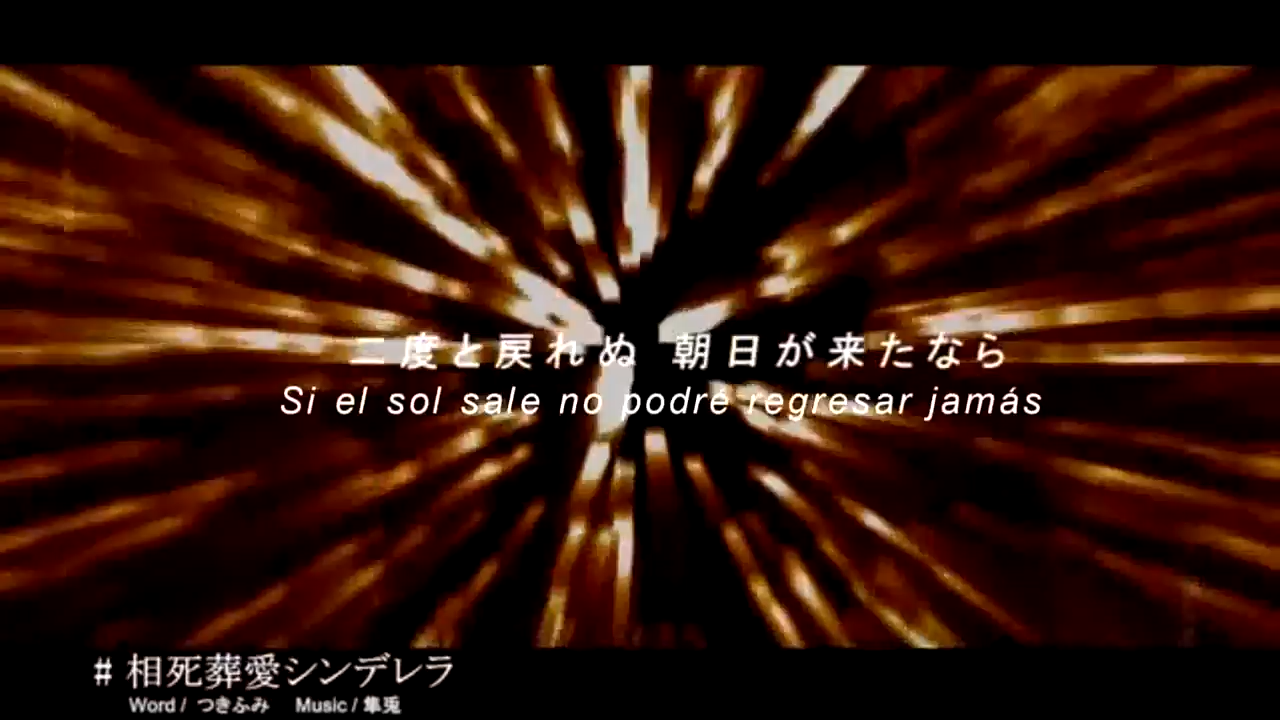 二度と戻れぬ 朝日が来たなら
Si el sol sale no podré regresar jamás
# 相死葬愛シンデレラ
Word / つきふみ Music / 隼兎